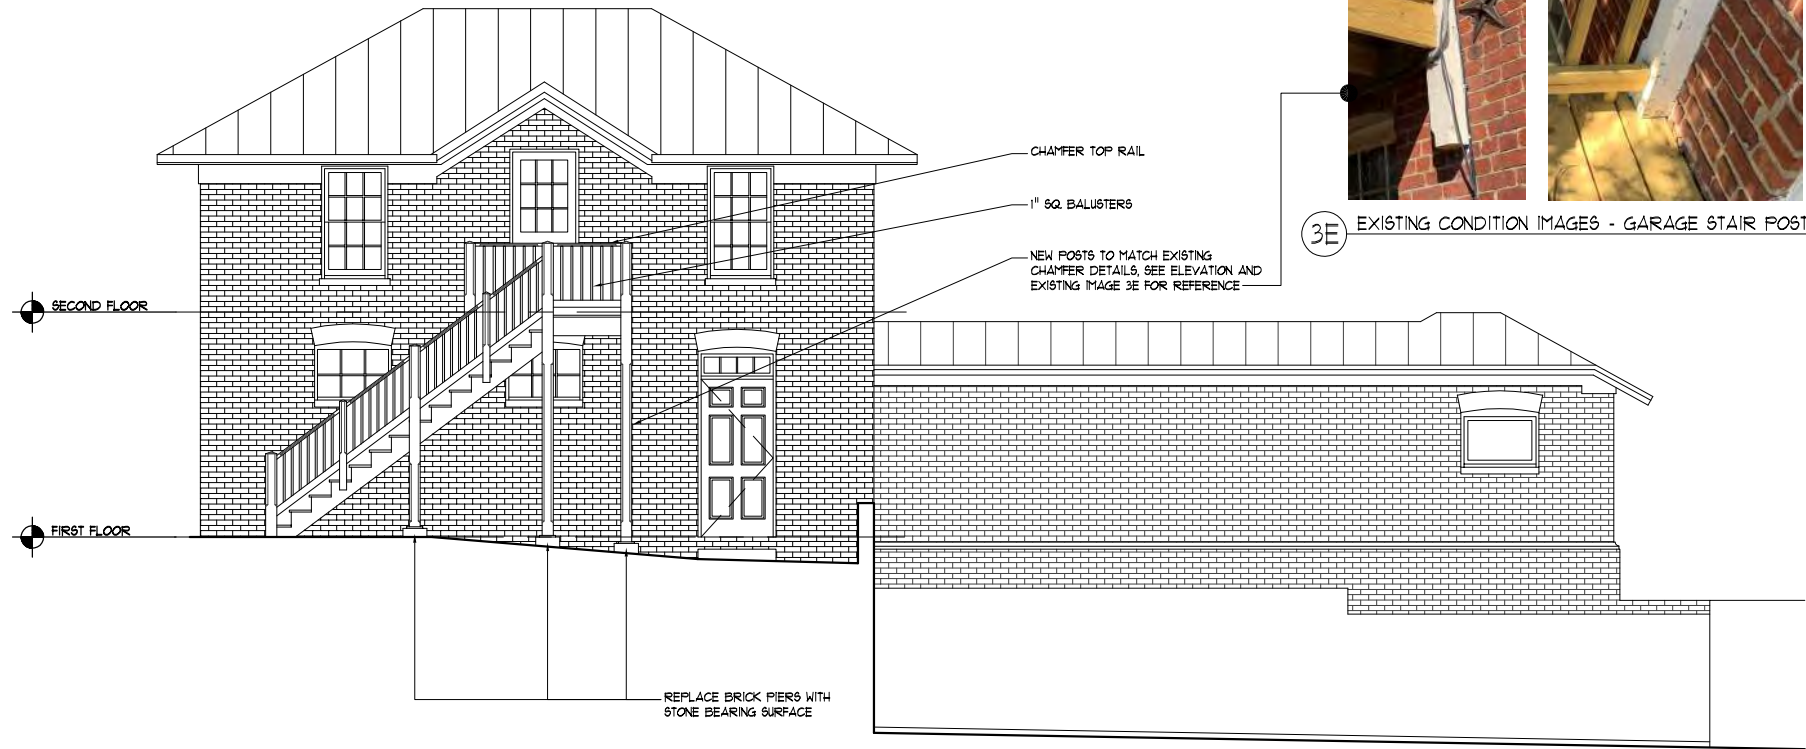 CHAMFER TOP RAIL
1" SQ. BALUSTERS
NEW POSTS TO MATCH EXISTING
CHAMFER DETAILS, SEE ELEVATION AND
EXISTING IMAGE 3E FOR REFERENCE
3E EXISTING CONDITION IMAGES - GARAGE STAIR POST
SECOND FLOOR
FIRST FLOOR
REPLACE BRICK PIERS WITH
STONE BEARING SURFACE